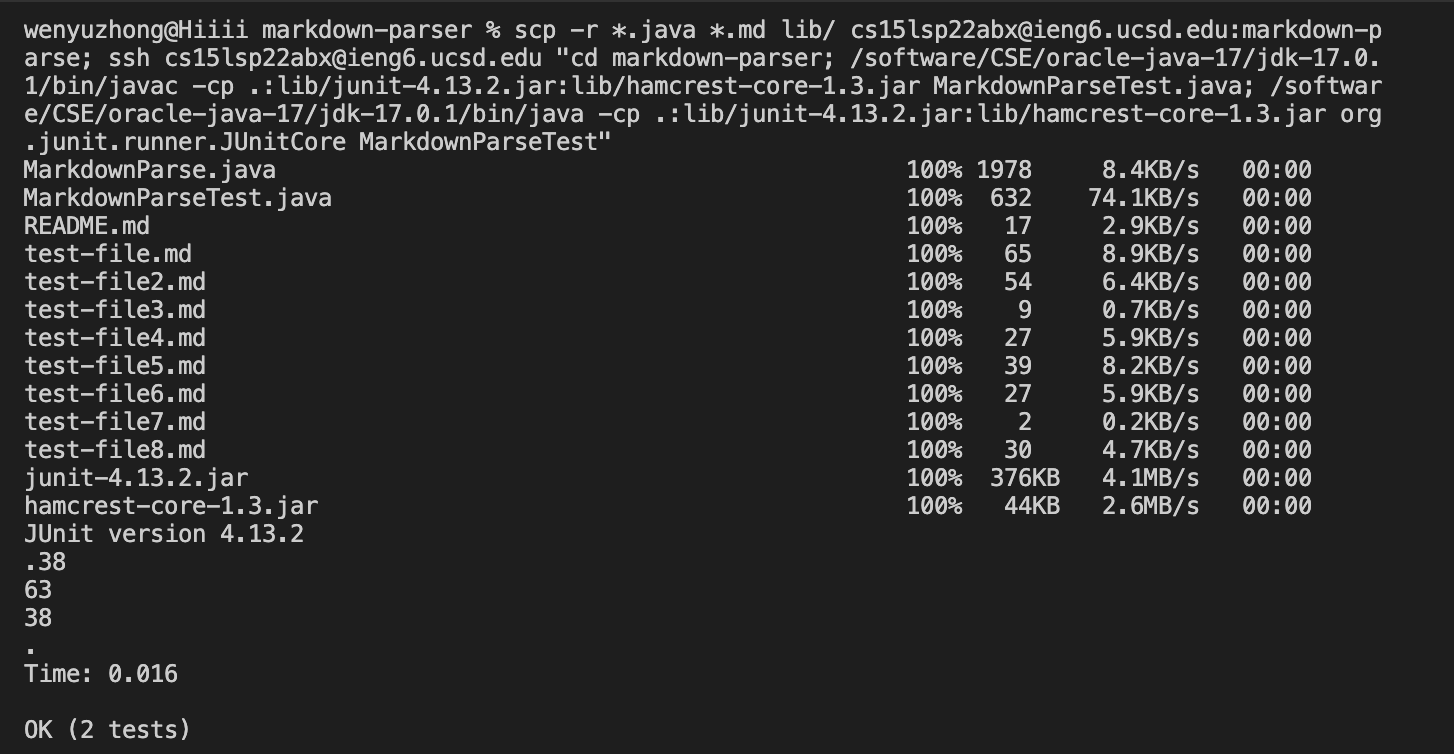 wenyuzhong@Hiiii markdown-parser % scp -r *.java *.md lib/ cs15lsp22abx@ieng6.ucsd.edu:markdown-p
arse; ssh cs15lsp22abx@ieng6.ucsd.edu "cd markdown-parser; /software/CSE/oracle-java-17/jdk-17.0.
1/bin/javac -cp .:lib/junit-4.13.2.jar:lib/hamcrest-core-1.3.jar MarkdownParseTest.java; /softwar
e/CSE/oracle-java-17/jdk-17.0.1/bin/java -cp .:lib/junit-4.13.2.jar:lib/hamcrest-core-1.3.jar org
.junit.runner.JUnitCore MarkdownParseTest"
MarkdownParse.java 100% 1978 8.4KB/s 00:00
MarkdownParseTest.java 100% 632 74.1KB/s 00:00
README.md 100% 17 2.9KB/s 00:00
test-file.md 100% 65 8.9KB/s 00:00
test-file2.md 100% 54 6.4KB/s 00:00
test-file3.md 100% 9 0.7KB/s 00:00
test-file4.md 100% 27 5.9KB/s 00:00
test-file5.md 100% 39 8.2KB/s 00:00
test-file6.md 100% 27 5.9KB/s 00:00
test-file7.md 100% 2 0.2KB/s 00:00
test-file8.md 100% 30 4.7KB/s 00:00
junit-4.13.2.jar 100% 376KB 4.1MB/s 00:00
hamcrest-core-1.3.jar 100% 44KB 2.6MB/s 00:00
JUnit version 4.13.2
.38
63
38
.
Time: 0.016
OK (2 tests)